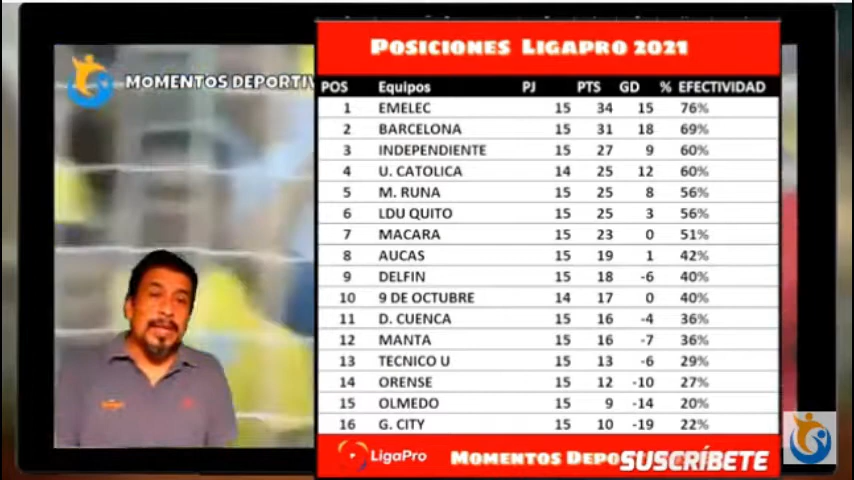 POSICIONES LIGAPRO 2021
MOMENTOS DEPORTIV
POS Equipos PJ PTS GD % EFECTIVIDAD
1 EMELEC 15 34 15 76%
2 BARCELONA 15 31 18 69%
3 INDEPENDIENTE 15 27 9 60%
4 U. CATOLICA 14 25 12 60%
5 M. RUNA 15 25 8 56%
6 LDU QUITO 15 25 3 56%
7 MACARA 15 23 0 51%
8 AUCAS 15 19 1 42%
9 DELFIN 15 18 -6 40%
10 9 DE OCTUBRE 14 17 0 40%
11 D. CUENCA 15 16 -4 36%
12 MANTA 15 16 -7 36%
13 TECNICO U 15 13 -6 29%
14 ORENSE 15 12 -10 27%
15 OLMEDO 15 9 -14 20%
16 G. CITY 15 10 -19 22%
LigaPro MOMENTOS DEPO SUSCRÍBETE